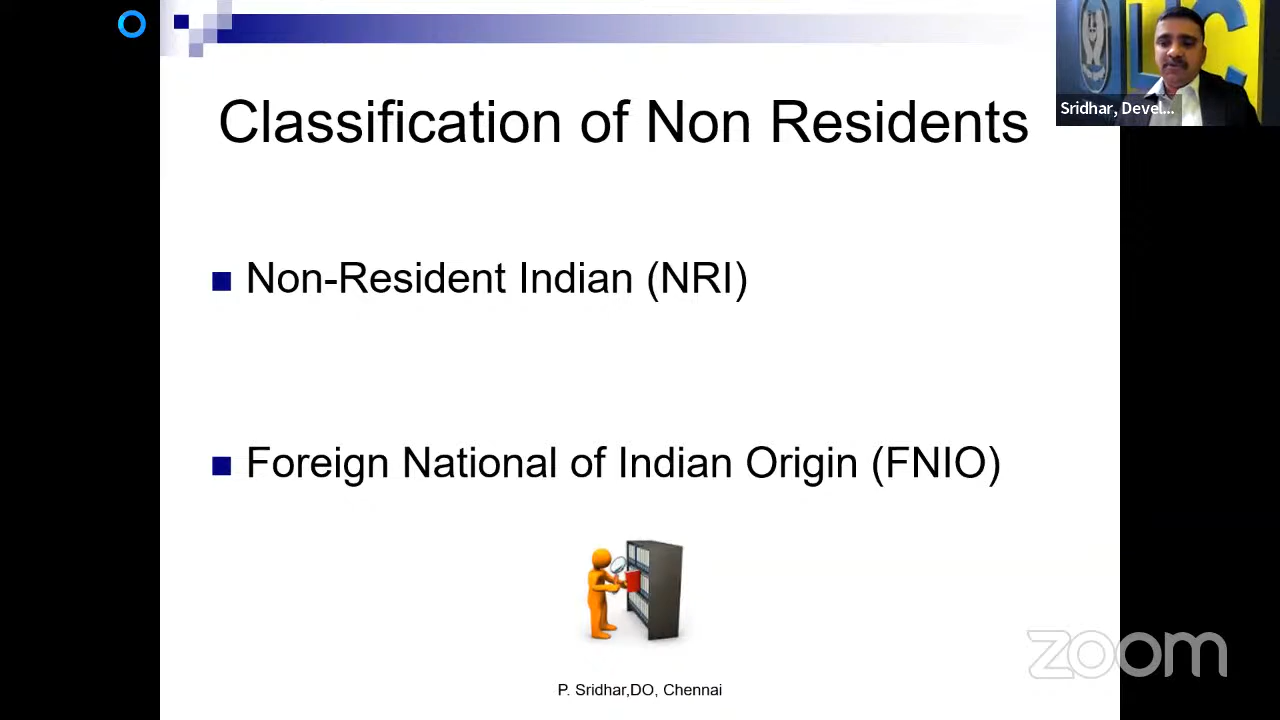 Classification of Non Residents
LIC
Sridhar, Devel...
Non-Resident Indian (NRI)
Foreign National of Indian Origin (FNIO)
zoom
P. Sridhar,DO, Chennai